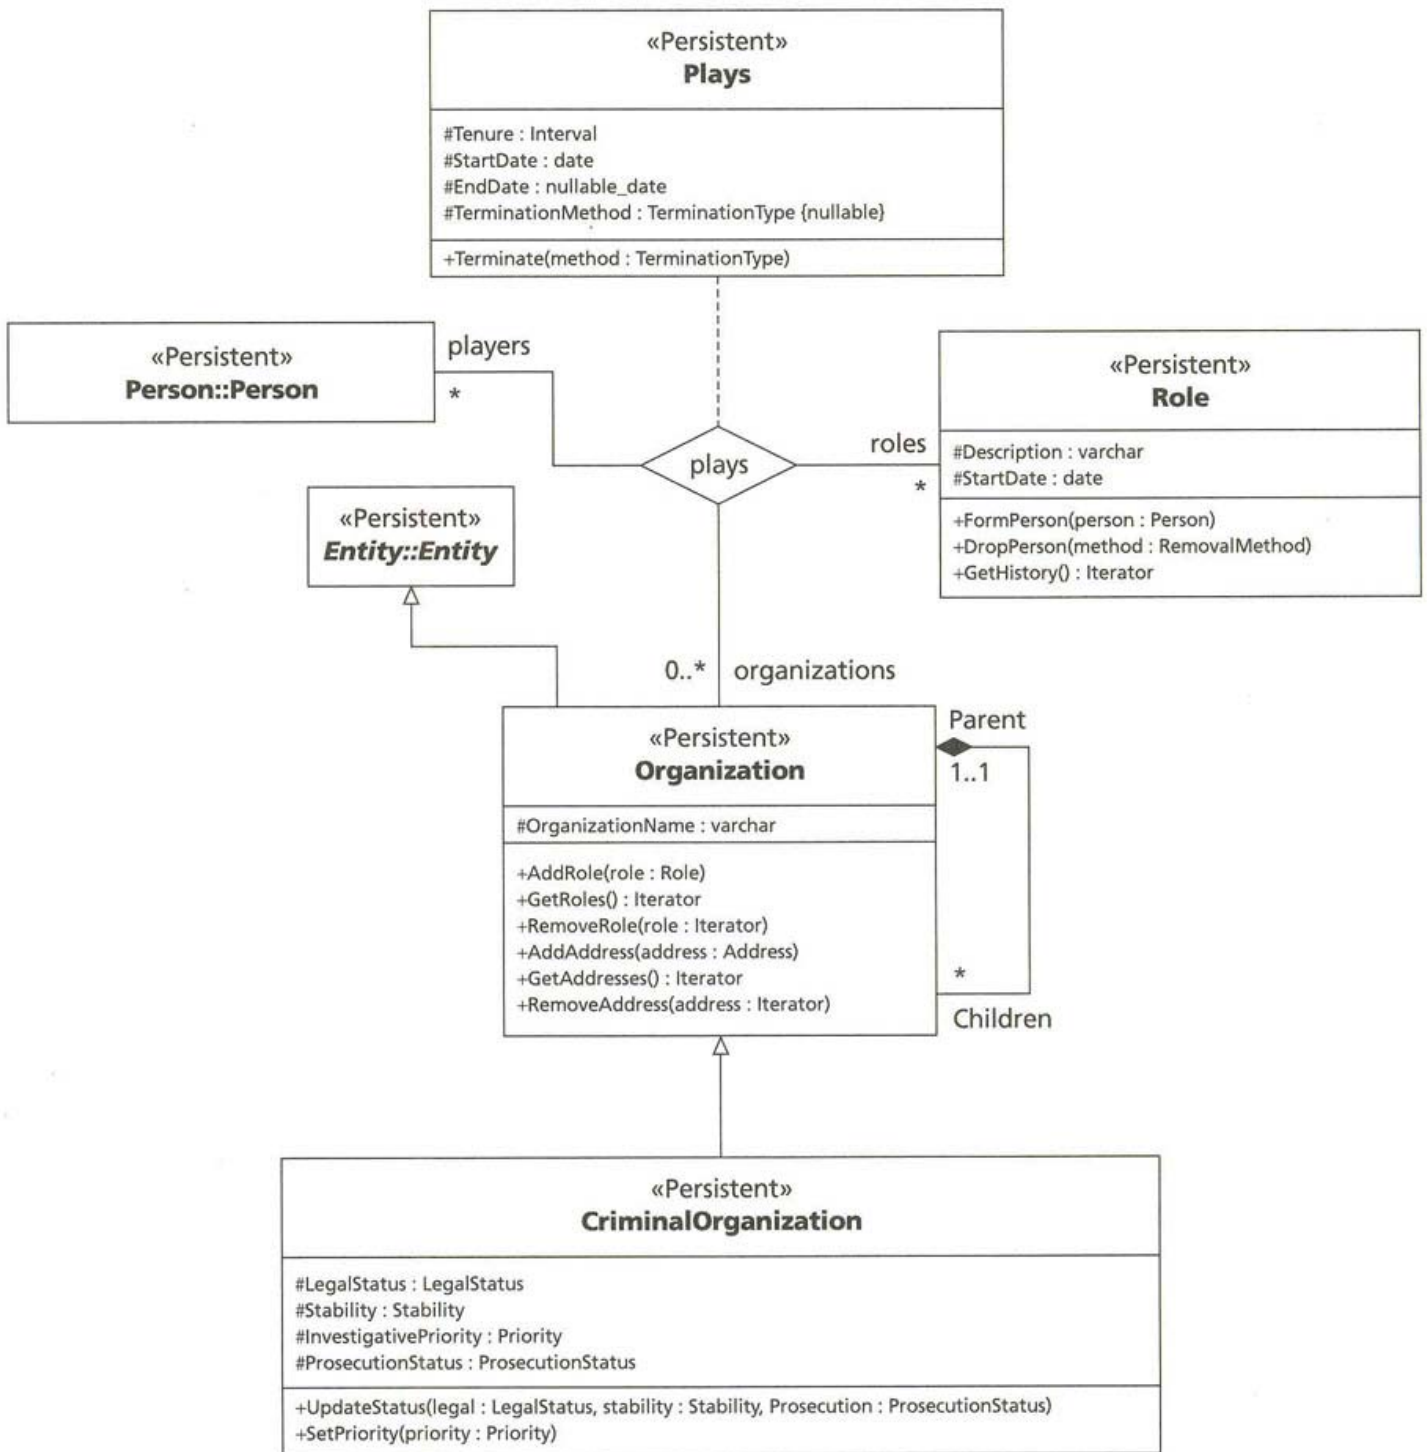 «Persistent»
Plays
#Tenure : Interval
#StartDate : date
#EndDate : nullable_date
#TerminationMethod : TerminationType {nullable}
+Terminate(method : TerminationType)
«Persistent»
Person::Person
players
*
plays
roles
*
«Persistent»
Role
#Description : varchar
#StartDate : date
+FormPerson(person : Person)
+DropPerson(method : RemovalMethod)
+GetHistory() : Iterator
«Persistent»
Entity::Entity
0..* organizations
«Persistent»
Organization
#OrganizationName : varchar
+AddRole(role : Role)
+GetRoles() : Iterator
+RemoveRole(role : Iterator)
+AddAddress(address : Address)
+GetAddresses() : Iterator
+RemoveAddress(address : Iterator)
Parent
1..1
*
Children
«Persistent»
CriminalOrganization
#LegalStatus : LegalStatus
#Stability : Stability
#InvestigativePriority : Priority
#ProsecutionStatus : ProsecutionStatus
+UpdateStatus(legal : LegalStatus, stability : Stability, Prosecution : ProsecutionStatus)
+SetPriority(priority : Priority)